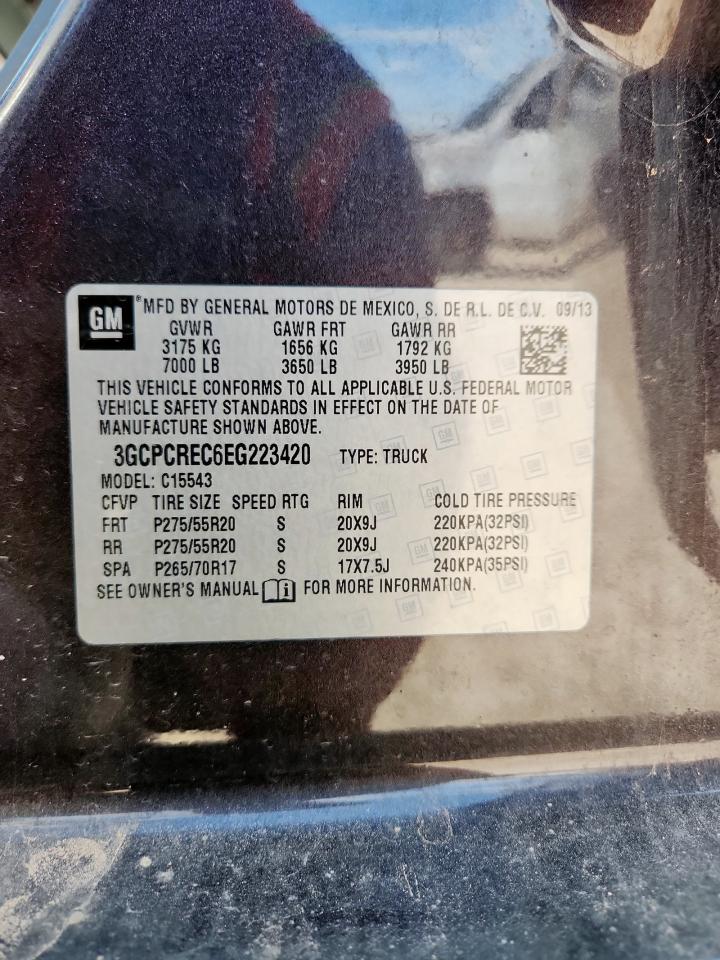 GM ® MFD BY GENERAL MOTORS DE MEXICO, S. DE R.L. DE C.V. 09/13
GVWR GAWR FRT GAWR RR
3175 KG 1656 KG 1792 KG
7000 LB 3650 LB 3950 LB
THIS VEHICLE CONFORMS TO ALL APPLICABLE U.S. FEDERAL MOTOR
VEHICLE SAFETY STANDARDS IN EFFECT ON THE DATE OF
MANUFACTURE SHOWN ABOVE.
3GCPCREC6EG223420 TYPE: TRUCK
MODEL: C15543
CFVP TIRE SIZE SPEED RTG RIM COLD TIRE PRESSURE
FRT P275/55R20 S 20X9J 220KPA(32PSI)
RR P275/55R20 S 20X9J 220KPA(32PSI)
SPA P265/70R17 S 17X7.5J 240KPA(35PSI)
SEE OWNER'S MANUAL i FOR MORE INFORMATION.